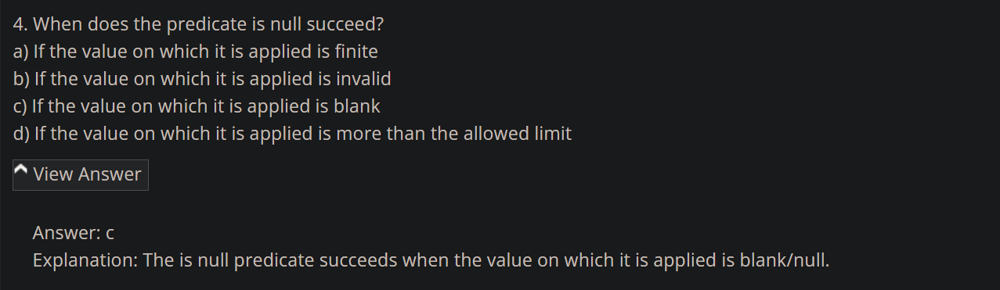 4. When does the predicate is null succeed?
a) If the value on which it is applied is finite
b) If the value on which it is applied is invalid
c) If the value on which it is applied is blank
d) If the value on which it is applied is more than the allowed limit
View Answer
Answer: c
Explanation: The is null predicate succeeds when the value on which it is applied is blank/null.